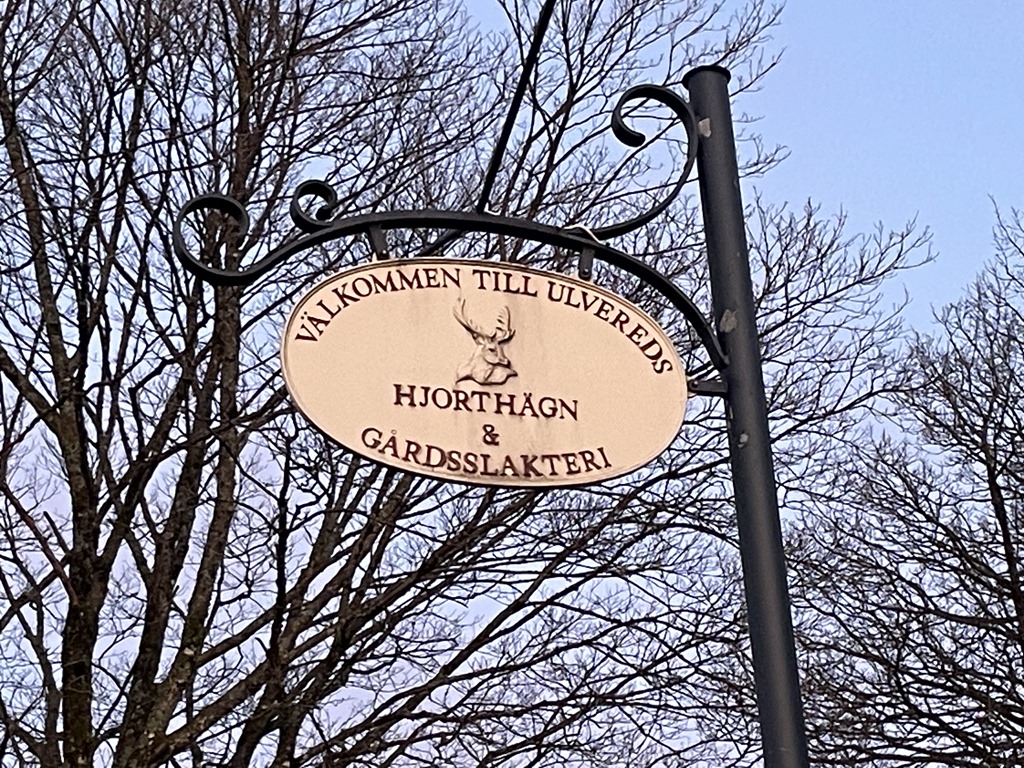 VÄLKOMMEN TILL ULVEREDS
HJORTHÄGN
&
GÅRDSSLAKTERI